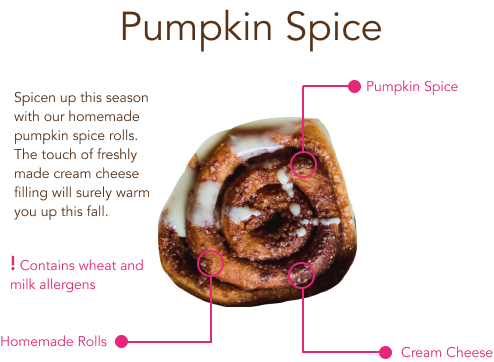 Pumpkin Spice
Spicen up this season
with our homemade
pumpkin spice rolls.
The touch of freshly
made cream cheese
filling will surely warm
you up this fall.
! Contains wheat and
milk allergens
Pumpkin Spice
Homemade Rolls
Cream Cheese